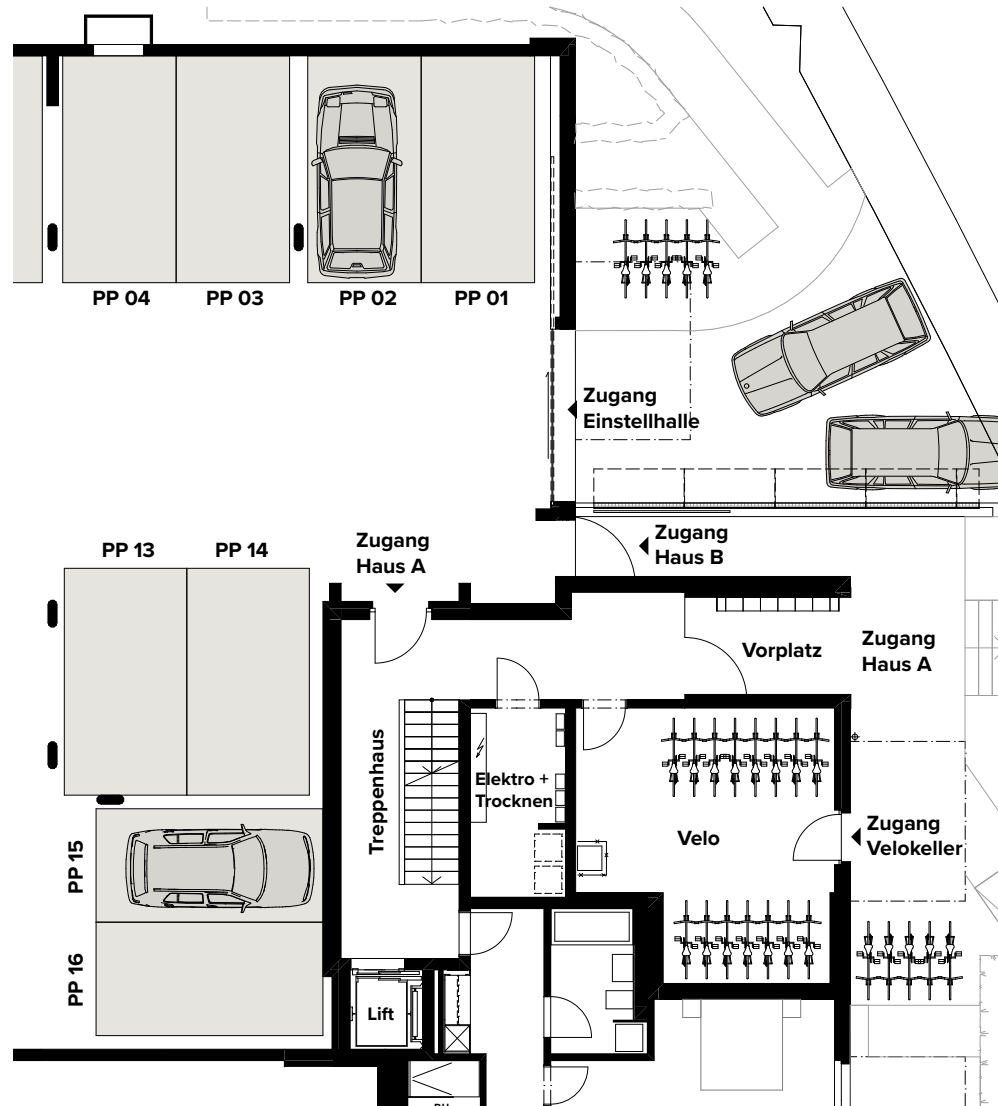 PP 04
PP 03
PP 02
PP 01
Zugang
Einstellhalle
Zugang
Haus B
Zugang
Haus A
PP 13
PP 14
Vorplatz
Zugang
Haus A
Treppenhaus
Elektro +
Trocknen
Velo
Zugang
Velokeller
PP 15
PP 16
Lift